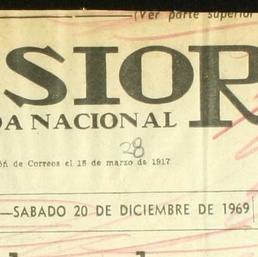 (Ver parte superior
SIOR
DA NACIONAL
ón de Correos el 18 de marzo de 1917
28
—SABADO 20 DE DICIEMBRE DE 1969